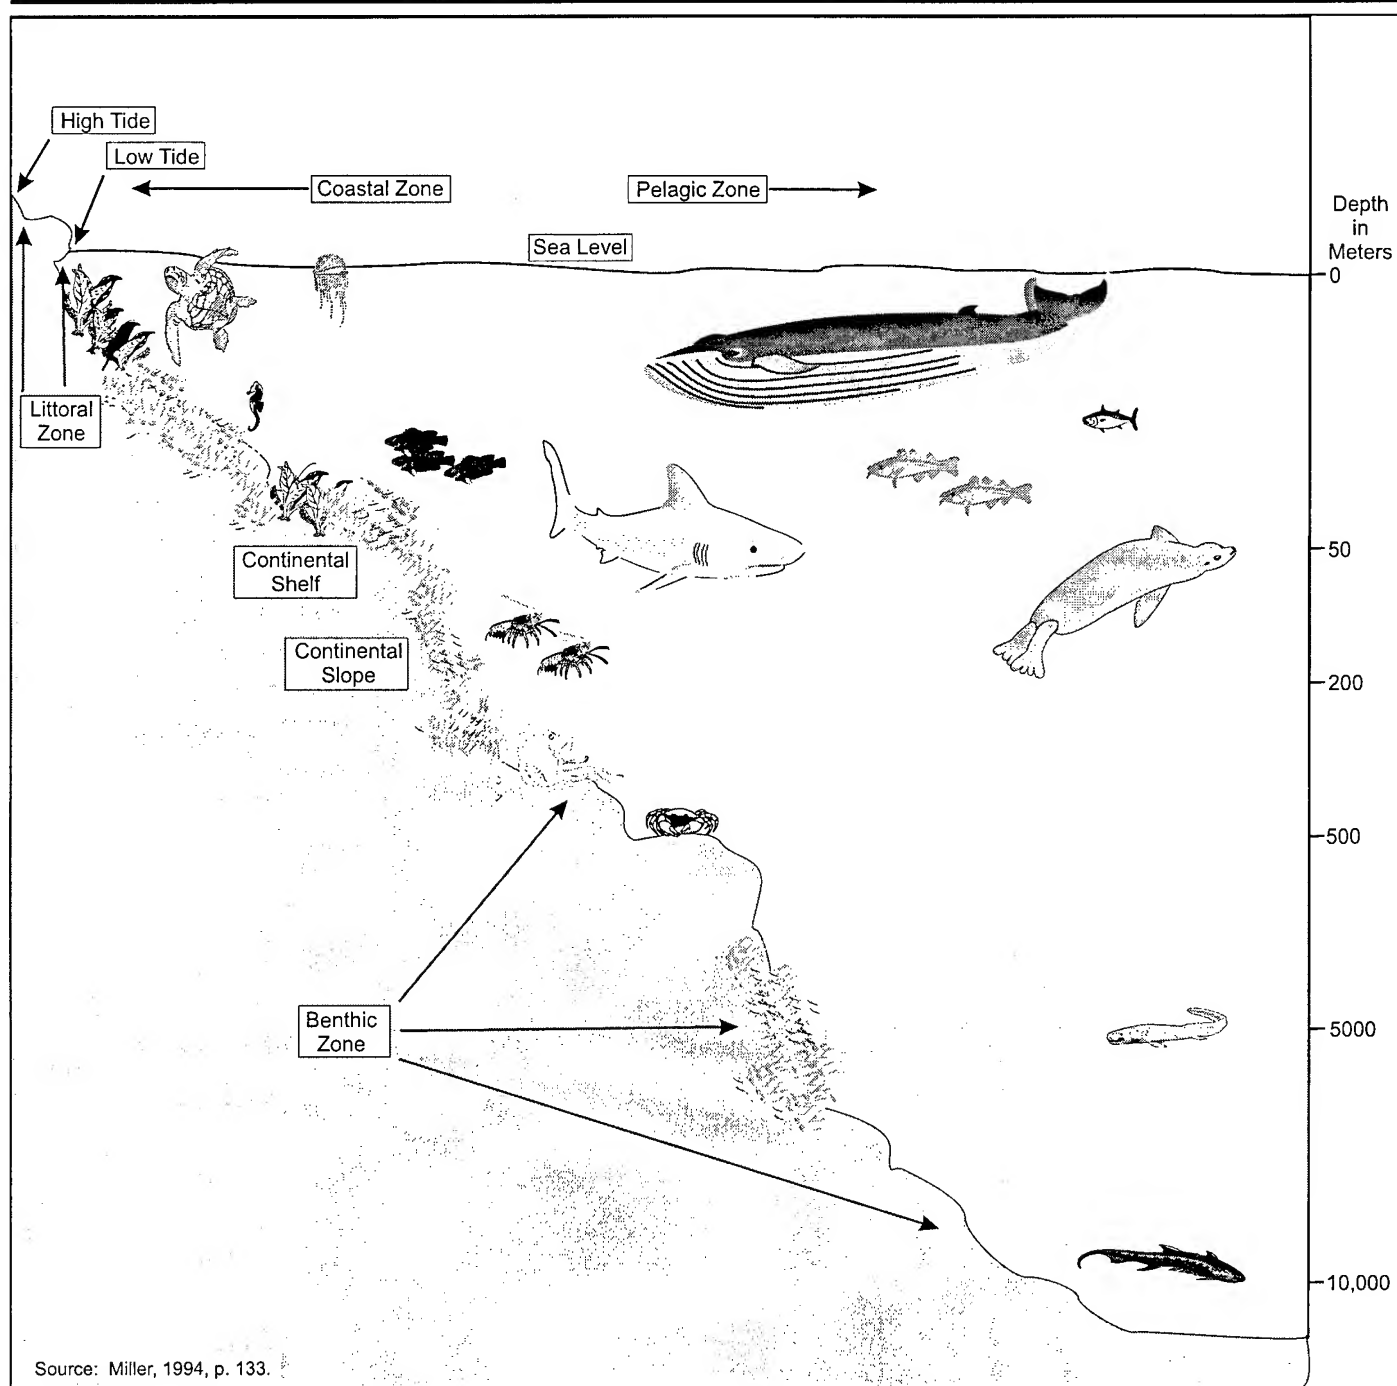 High Tide
Low Tide
Coastal Zone
Pelagic Zone
Depth
in
Meters
Sea Level
0
Littoral
Zone
50
Continental
Shelf
Continental
Slope
200
500
Benthic
Zone
5000
10,000
Source: Miller, 1994, p. 133.